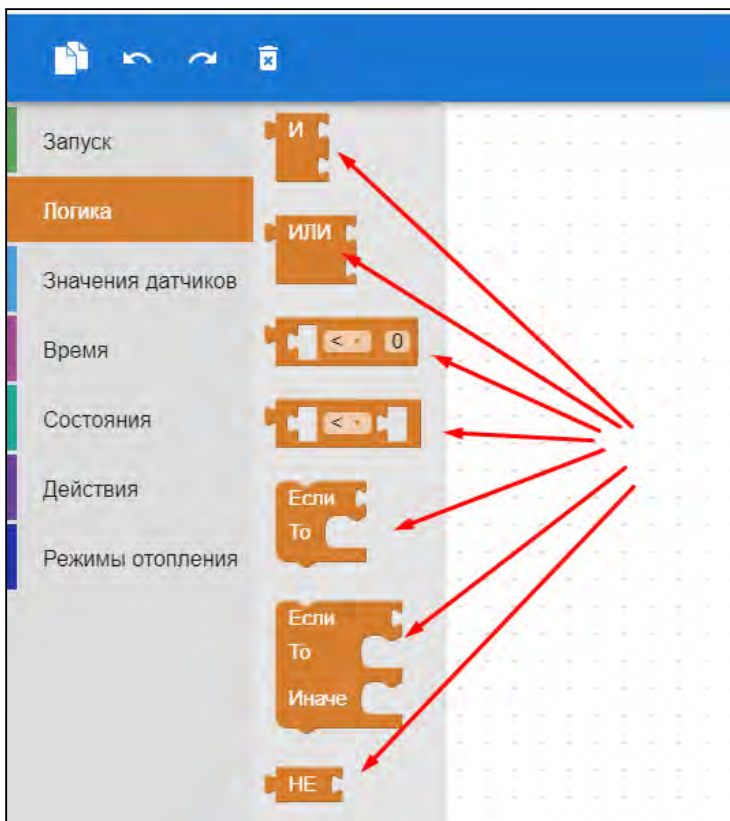 Запуск
Логика
Значения датчиков
Время
Состояния
Действия
Режимы отопления
И
ИЛИ
< 0
<
Если
То
Если
То
Иначе
НЕ